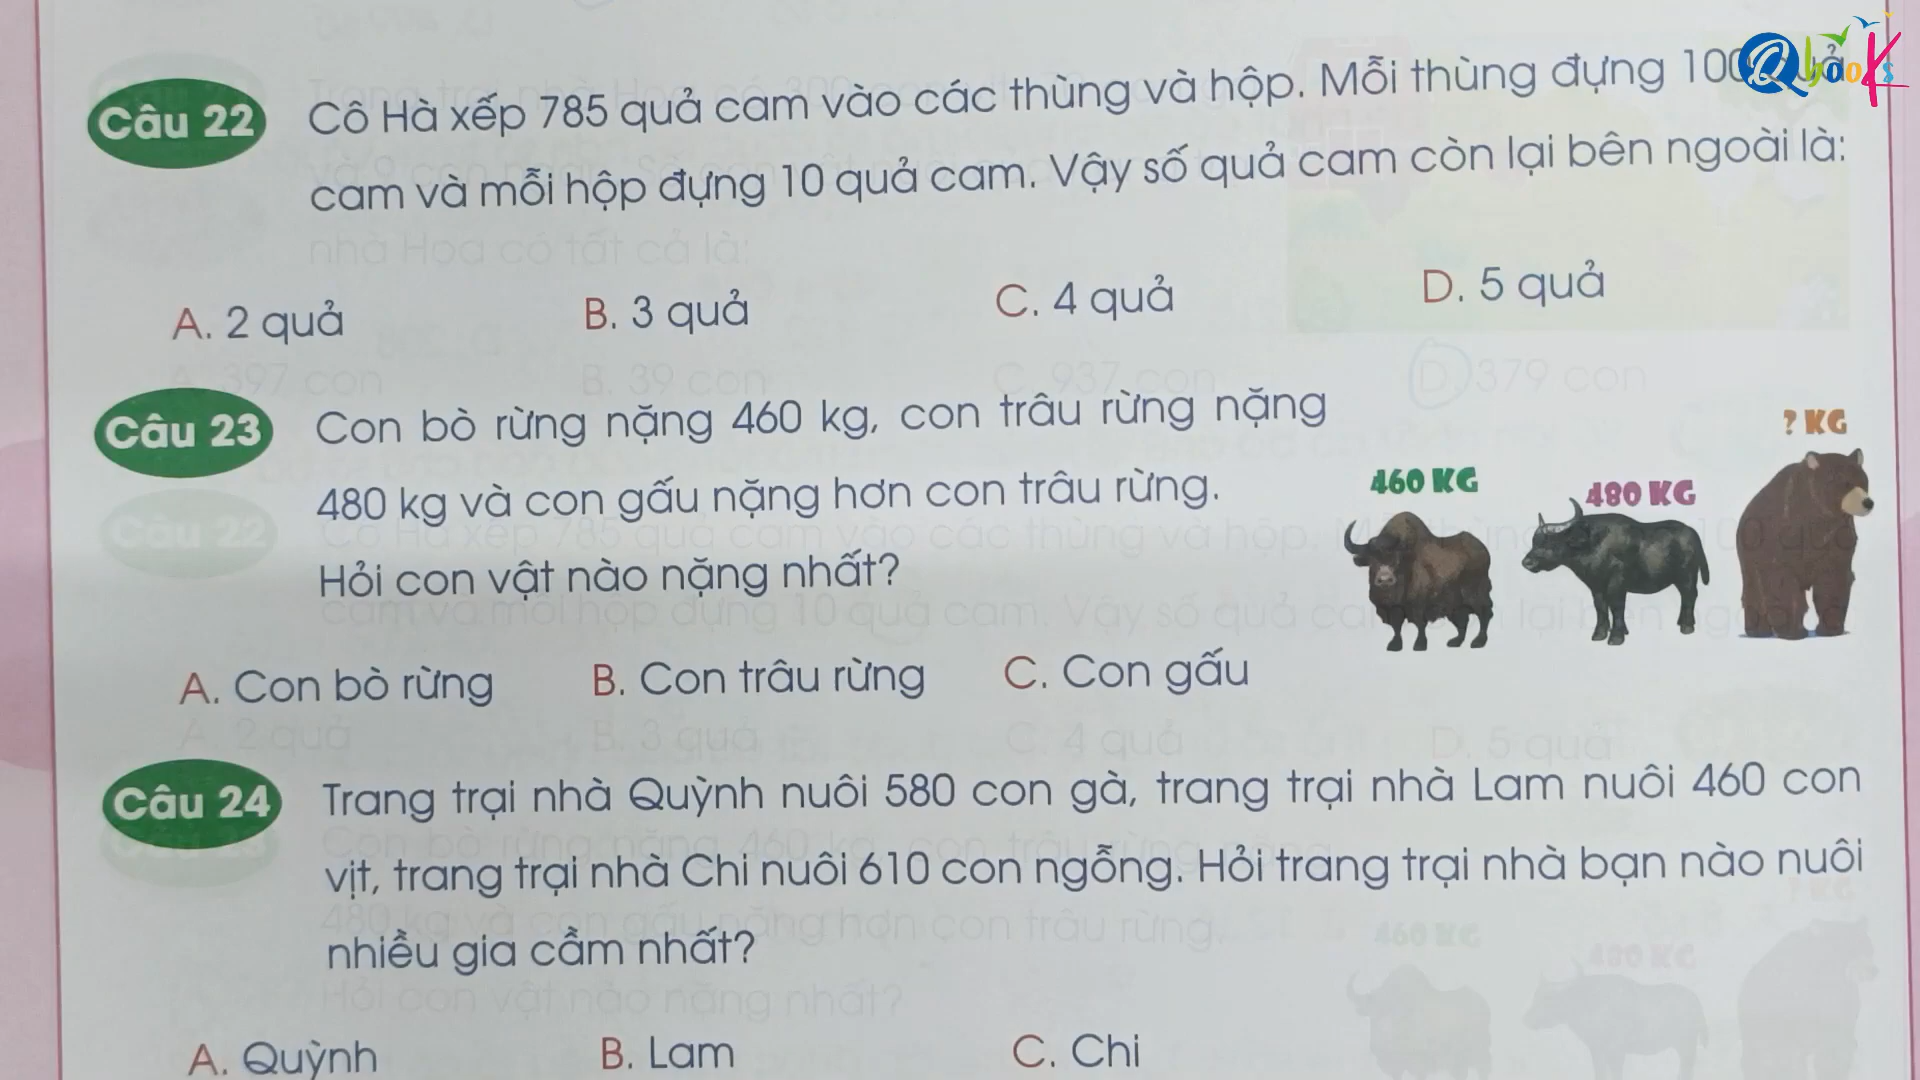 Qbooks
Câu 22 Cô Hà xếp 785 quả cam vào các thùng và hộp. Mỗi thùng đựng 100 quả
cam và mỗi hộp đựng 10 quả cam. Vậy số quả cam còn lại bên ngoài là:
A. 2 quả B. 3 quả C. 4 quả D. 5 quả
Câu 23 Con bò rừng nặng 460 kg, con trâu rừng nặng
480 kg và con gấu nặng hơn con trâu rừng.
Hỏi con vật nào nặng nhất?
460 KG 480 KG ? KG
A. Con bò rừng B. Con trâu rừng C. Con gấu
Câu 24 Trang trại nhà Quỳnh nuôi 580 con gà, trang trại nhà Lam nuôi 460 con
vịt, trang trại nhà Chi nuôi 610 con ngỗng. Hỏi trang trại nhà bạn nào nuôi
nhiều gia cầm nhất?
A. Quỳnh B. Lam C. Chi